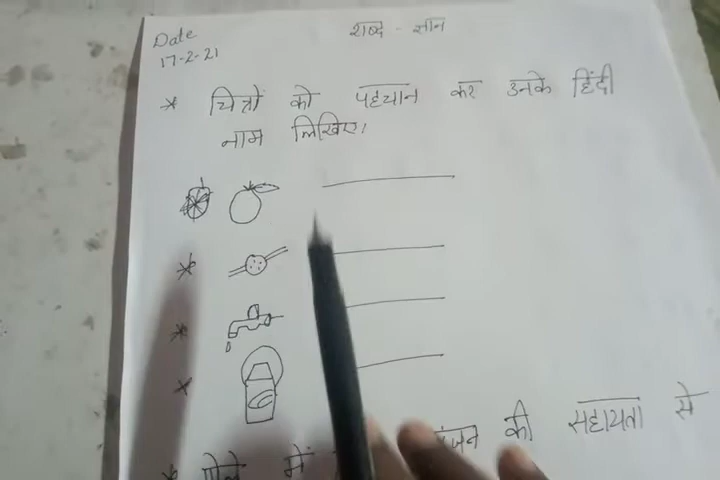 Date
17-2-21
शब्द - सान
* चित्रों को पहचान कर उनके हिंदी
नाम लिखिए।
*
*
*
* में की सहायता से